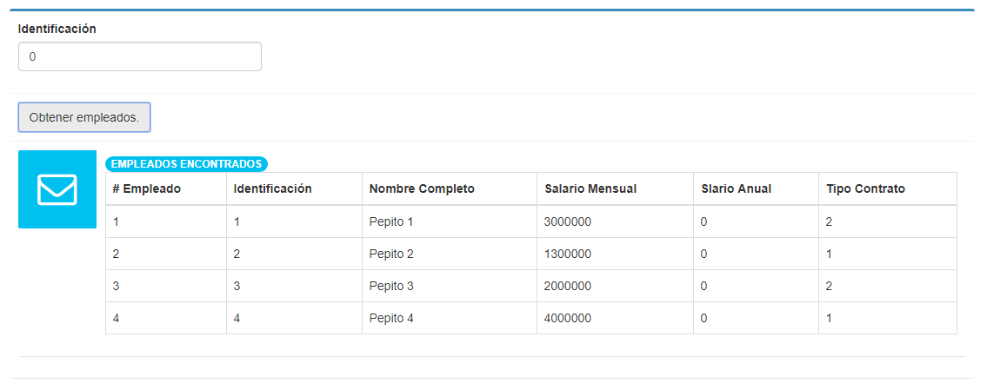 Identificación
0
Obtener empleados.
EMPLEADOS ENCONTRADOS
# Empleado Identificación Nombre Completo Salario Mensual Slario Anual Tipo Contrato
1 1 Pepito 1 3000000 0 2
2 2 Pepito 2 1300000 0 1
3 3 Pepito 3 2000000 0 2
4 4 Pepito 4 4000000 0 1